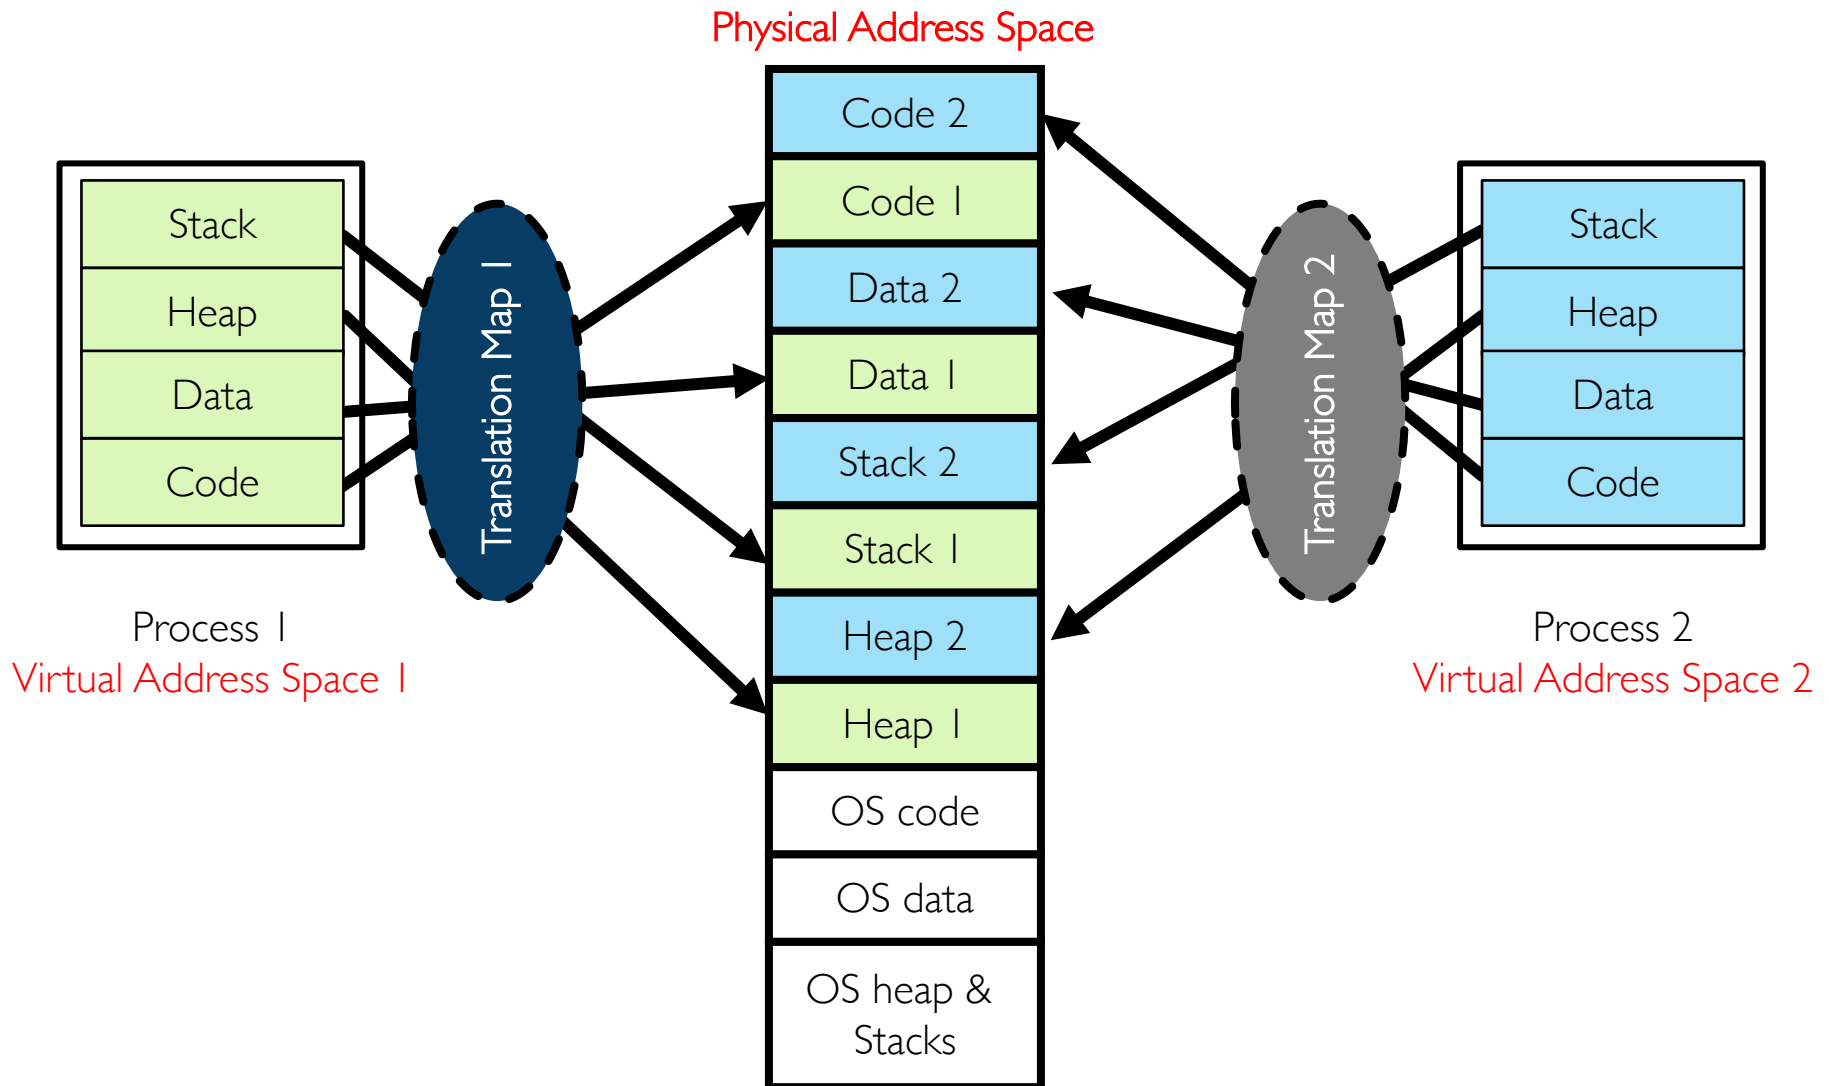 Physical Address Space
Stack
Heap
Data
Code
Process 1
Virtual Address Space 1
Translation Map 1
Code 2
Code 1
Data 2
Data 1
Stack 2
Stack 1
Heap 2
Heap 1
OS code
OS data
OS heap &
Stacks
Translation Map 2
Stack
Heap
Data
Code
Process 2
Virtual Address Space 2